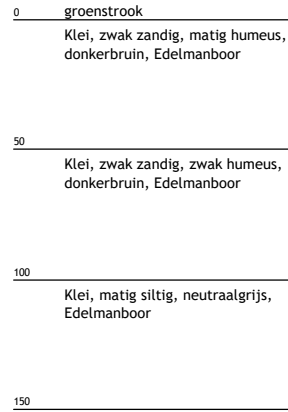 0 groenstrook
Klei, zwak zandig, matig humeus,
donkerbruin, Edelmanboor
50
Klei, zwak zandig, zwak humeus,
donkerbruin, Edelmanboor
100
Klei, matig siltig, neutraalgrijs,
Edelmanboor
150